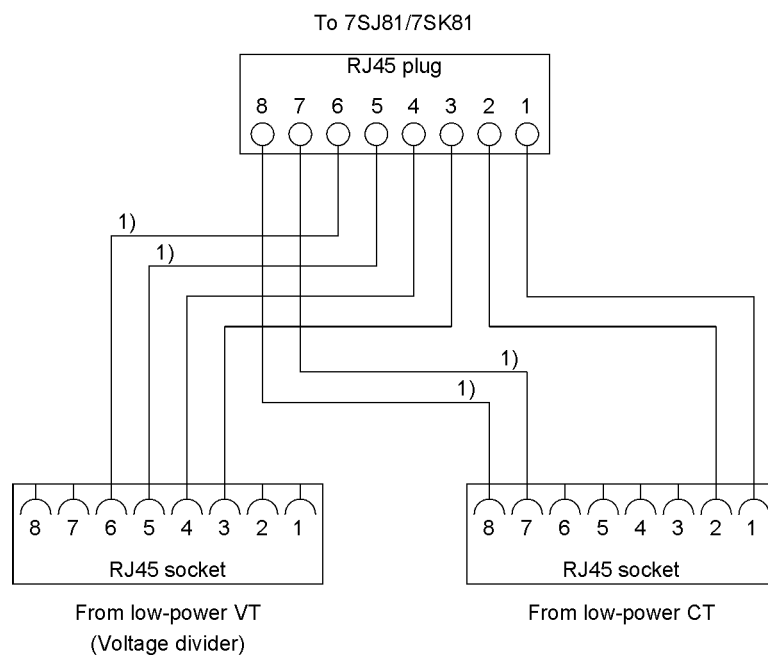 To 7SJ81/7SK81
RJ45 plug
8 7 6 5 4 3 2 1
1)
1)
1)
1)
8 7 6 5 4 3 2 1
8 7 6 5 4 3 2 1
RJ45 socket
RJ45 socket
From low-power VT
(Voltage divider)
From low-power CT